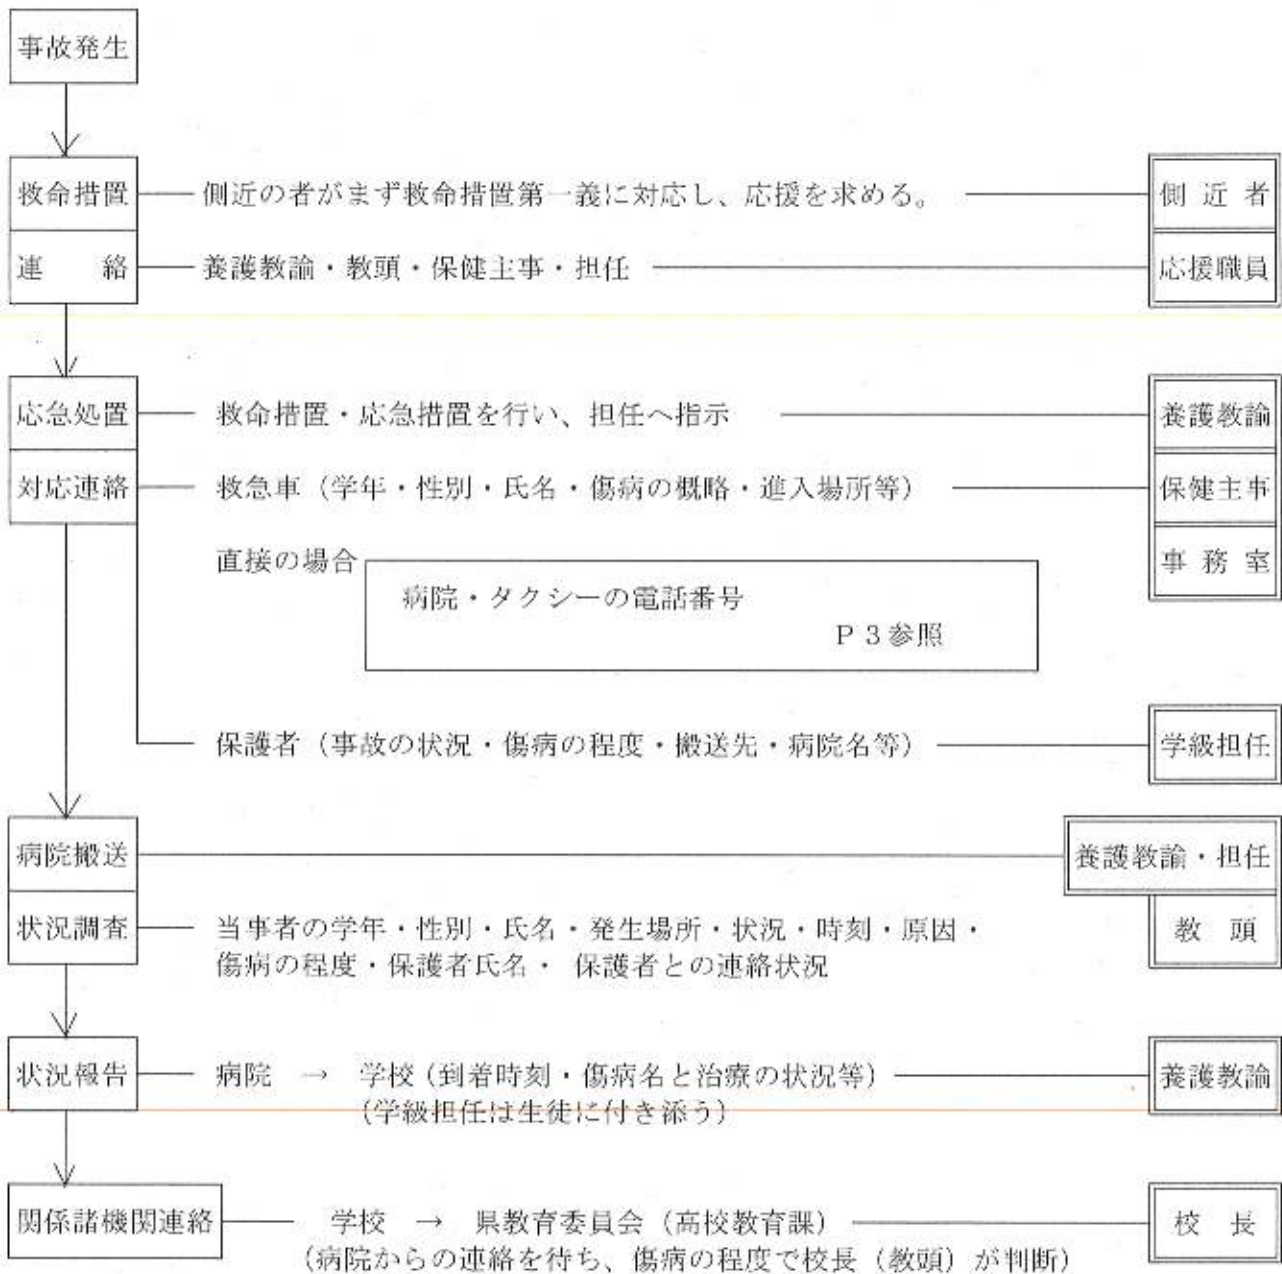 事故発生
救命措置 側近の者がまず救命措置第一義に対応し、応援を求める。 側近者
連絡 養護教諭・教頭・保健主事・担任 応援職員
応急処置 救命措置・応急措置を行い、担任へ指示 養護教諭
対応連絡 救急車（学年・性別・氏名・傷病の概略・進入場所等） 保健主事
直接の場合 事務室
病院・タクシーの電話番号
P3参照
保護者（事故の状況・傷病の程度・搬送先・病院名等） 学級担任
病院搬送 養護教諭・担任
状況調査 当事者の学年・性別・氏名・発生場所・状況・時刻・原因・ 教頭
傷病の程度・保護者氏名・ 保護者との連絡状況
状況報告 病院 → 学校（到着時刻・傷病名と治療の状況等） 養護教諭
（学級担任は生徒に付き添う）
関係諸機関連絡 学校 → 県教育委員会（高校教育課） 校長
（病院からの連絡を待ち、傷病の程度で校長（教頭）が判断）